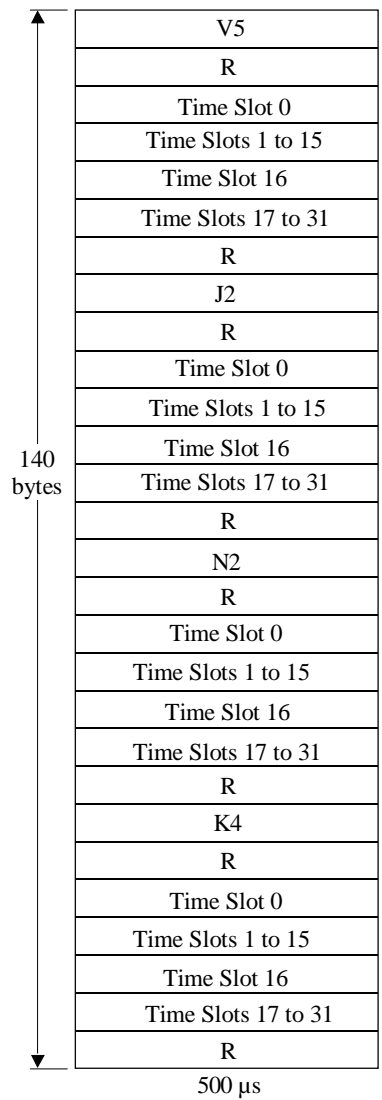 V5
R
Time Slot 0
Time Slots 1 to 15
Time Slot 16
Time Slots 17 to 31
R
J2
R
Time Slot 0
Time Slots 1 to 15
Time Slot 16
Time Slots 17 to 31
R
N2
R
Time Slot 0
Time Slots 1 to 15
Time Slot 16
Time Slots 17 to 31
R
K4
R
Time Slot 0
Time Slots 1 to 15
Time Slot 16
Time Slots 17 to 31
R
140
bytes
500 µs